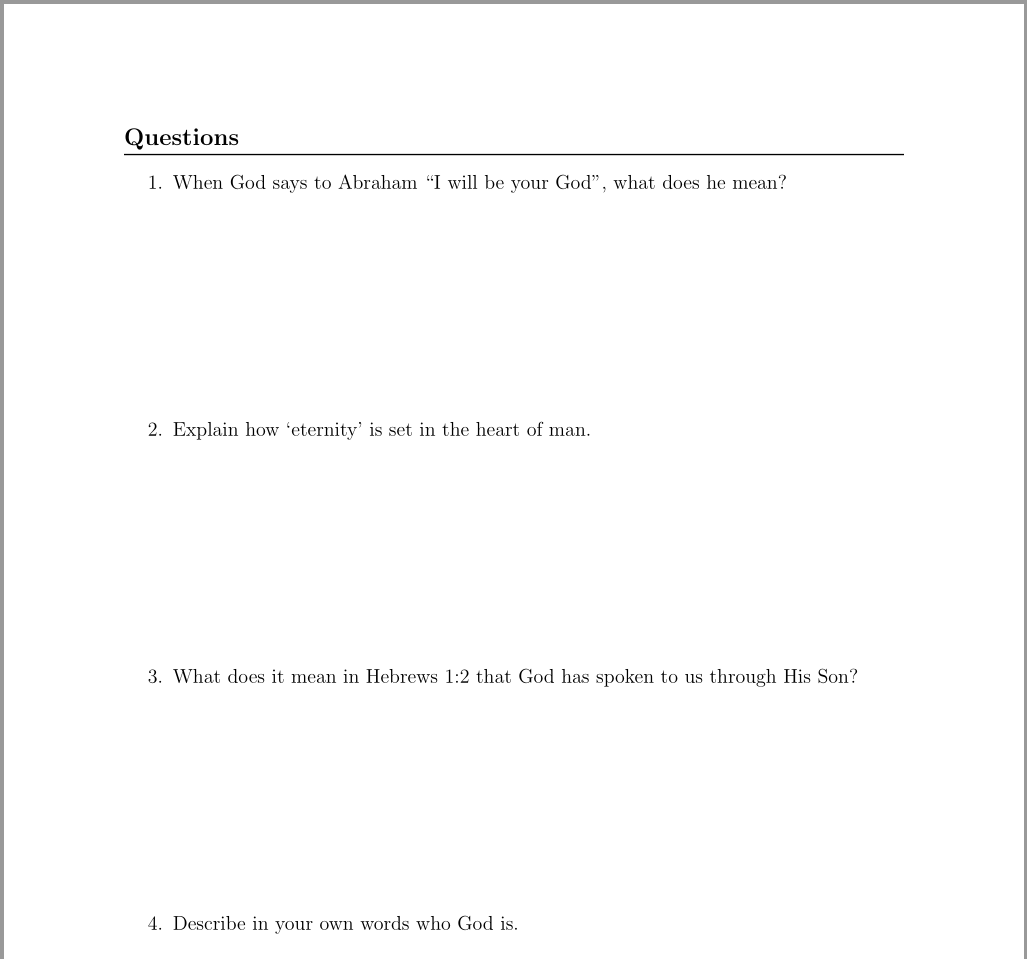 Questions
1. When God says to Abraham “I will be your God”, what does he mean?
2. Explain how ‘eternity’ is set in the heart of man.
3. What does it mean in Hebrews 1:2 that God has spoken to us through His Son?
4. Describe in your own words who God is.